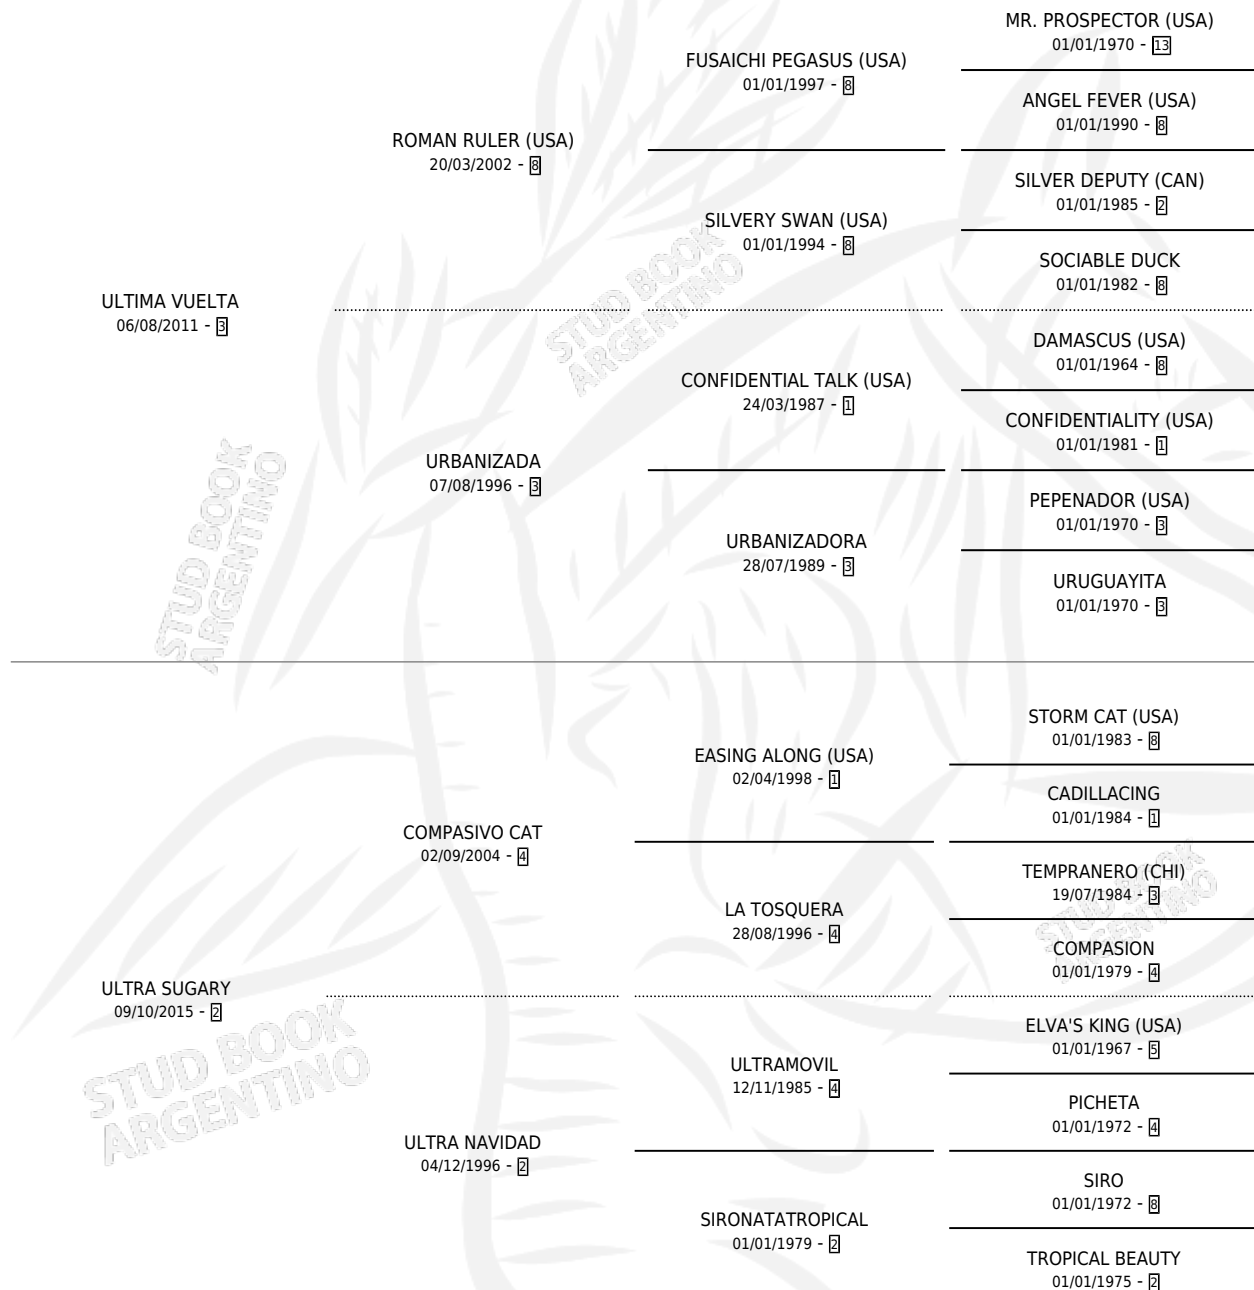 MR. PROSPECTOR (USA)
01/01/1970 - 13
FUSAICHI PEGASUS (USA)
01/01/1997 - 8
ANGEL FEVER (USA)
01/01/1990 - 8
ROMAN RULER (USA)
20/03/2002 - 8
SILVER DEPUTY (CAN)
01/01/1985 - 2
SILVERY SWAN (USA)
01/01/1994 - 8
SOCIABLE DUCK
01/01/1982 - 8
ULTIMA VUELTA
06/08/2011 - 3
DAMASCUS (USA)
01/01/1964 - 8
CONFIDENTIAL TALK (USA)
24/03/1987 - 1
CONFIDENTIALITY (USA)
01/01/1981 - 1
URBANIZADA
07/08/1996 - 3
PEPENADOR (USA)
01/01/1970 - 3
URBANIZADORA
28/07/1989 - 3
URUGUAYITA
01/01/1970 - 3
STORM CAT (USA)
01/01/1983 - 8
EASING ALONG (USA)
02/04/1998 - 1
CADILLACING
01/01/1984 - 1
COMPASIVO CAT
02/09/2004 - 4
TEMPRANERO (CHI)
19/07/1984 - 3
LA TOSQUERA
28/08/1996 - 4
COMPASION
01/01/1979 - 4
ULTRA SUGARY
09/10/2015 - 2
ELVA'S KING (USA)
01/01/1967 - 5
ULTRAMOVIL
12/11/1985 - 4
PICHETA
01/01/1972 - 4
ULTRA NAVIDAD
04/12/1996 - 2
SIRO
01/01/1972 - 8
SIRONATATROPICAL
01/01/1979 - 2
TROPICAL BEAUTY
01/01/1975 - 2
STUD BOOK
ARGENTINO
STUD BOOK
ARGENTINO
STUD BOOK
ARGENTINO
STUD BOOK
ARGENTINO